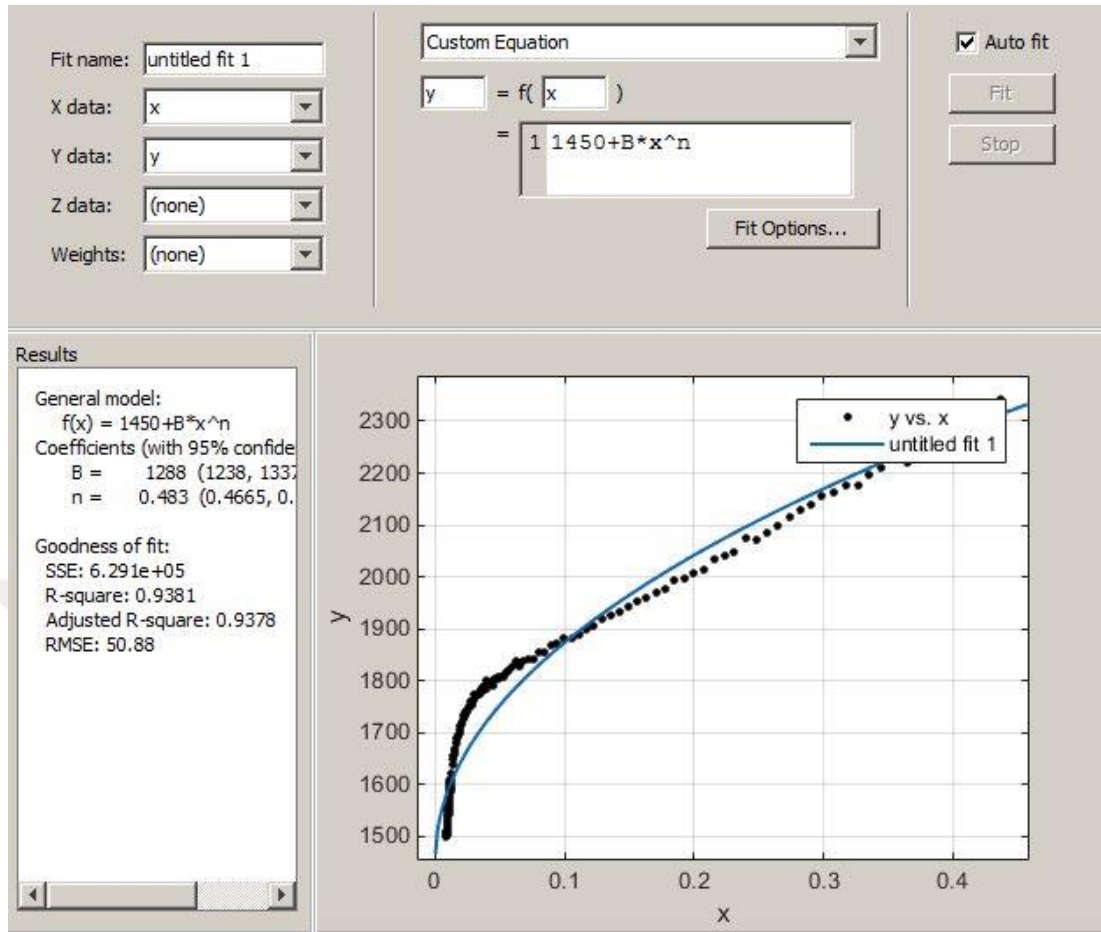 Fit name: untitled fit 1
X data: x
Y data: y
Z data: (none)
Weights: (none)
Custom Equation
y = f( x )
= 1 1450+B*x^n
Fit Options...
Auto fit
Fit
Stop
Results
General model:
f(x) = 1450+B*x^n
Coefficients (with 95% confide
B = 1288 (1238, 1337
n = 0.483 (0.4665, 0.
Goodness of fit:
SSE: 6.291e+05
R-square: 0.9381
Adjusted R-square: 0.9378
RMSE: 50.88
y vs. x
untitled fit 1
2300
2200
2100
2000
1900
1800
1700
1600
1500
y
0 0.1 0.2 0.3 0.4
x